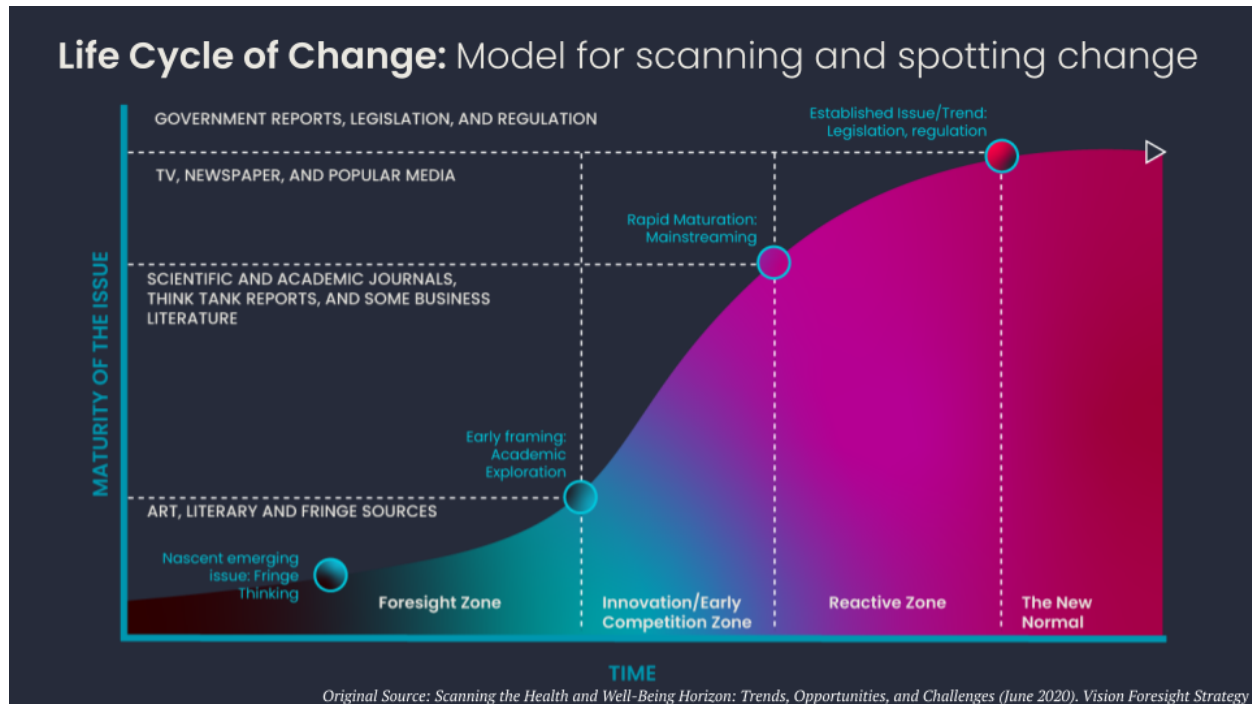 Life Cycle of Change: Model for scanning and spotting change
GOVERNMENT REPORTS, LEGISLATION, AND REGULATION
Established Issue/Trend:
Legislation, regulation
TV, NEWSPAPER, AND POPULAR MEDIA
Rapid Maturation:
Mainstreaming
SCIENTIFIC AND ACADEMIC JOURNALS,
THINK TANK REPORTS, AND SOME BUSINESS
LITERATURE
MATURITY OF THE ISSUE
Early framing:
Academic
Exploration
ART, LITERARY AND FRINGE SOURCES
Nascent emerging
issue: Fringe
Thinking
Foresight Zone
Innovation/Early
Competition Zone
Reactive Zone
The New
Normal
TIME
Original Source: Scanning the Health and Well-Being Horizon: Trends, Opportunities, and Challenges (June 2020). Vision Foresight Strategy